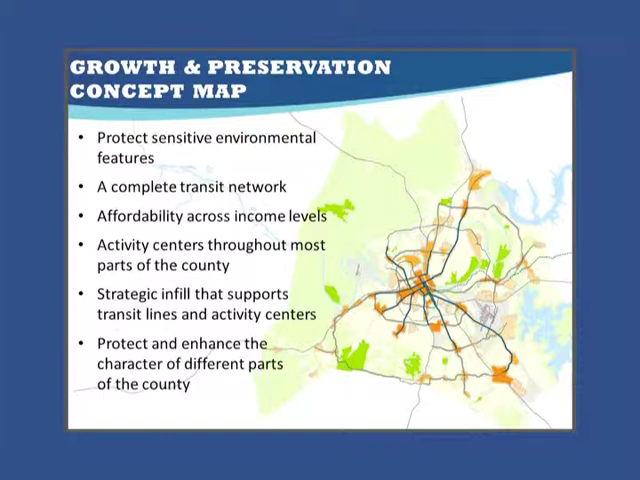 GROWTH & PRESERVATION
CONCEPT MAP
• Protect sensitive environmental
features
• A complete transit network
• Affordability across income levels
• Activity centers throughout most
parts of the county
• Strategic infill that supports
transit lines and activity centers
• Protect and enhance the
character of different parts
of the county